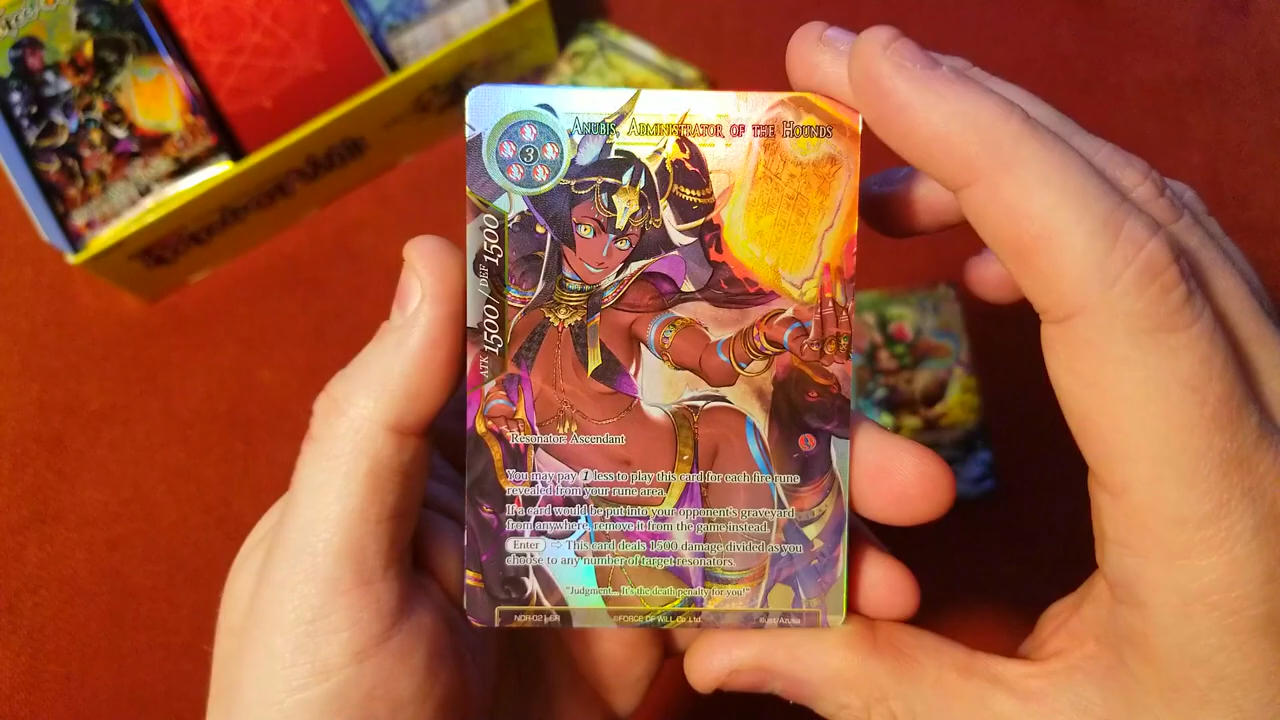 Anubis, Administrator of the Hounds
3
ATK 1500 / DEF 1500
Resonator: Ascendant
You may pay 1 less to play this card for each fire rune
revealed from your rune area.
If a card would be put into your opponent's graveyard
from anywhere, remove it from the game instead.
Enter ⇨ This card deals 1500 damage divided as you
choose to any number of target resonators.
"Judgment... It's the death penalty for you!"
©FORCE OF WILL Co.,Ltd. illust/Azusa